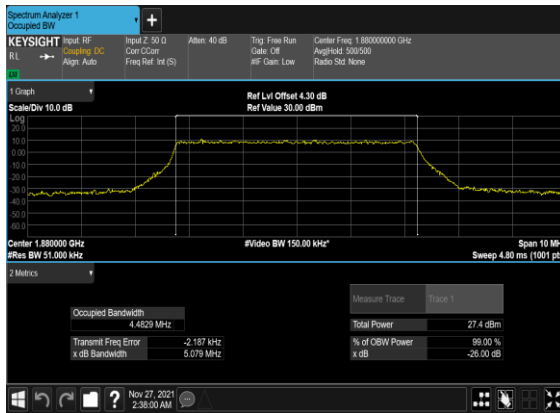 Spectrum Analyzer 1
Occupied BW
+
KEYSIGHT
RL
Input: RF
Coupling: DC
Align: Auto
Input Z: 50 Ω
Corr CCorr
Freq Ref: Int (S)
Atten: 40 dB
Trig: Free Run
Gate: Off
#IF Gain: Low
Center Freq: 1.880000000 GHz
Avg|Hold: 500/500
Radio Std: None
1 Graph
Scale/Div 10.0 dB
Ref Lvl Offset 4.30 dB
Ref Value 30.00 dBm
Log
20.0
10.0
0.00
-10.0
-20.0
-30.0
-40.0
-50.0
-60.0
Center 1.880000 GHz
#Res BW 51.000 kHz
#Video BW 150.00 kHz*
Span 10 MH
Sweep 4.80 ms (1001 pt
2 Metrics
Measure Trace
Trace 1
Occupied Bandwidth
4.4829 MHz
Total Power
27.4 dBm
Transmit Freq Error
-2.187 kHz
% of OBW Power
99.00 %
x dB Bandwidth
5.079 MHz
x dB
-26.00 dB
?
Nov 27, 2021
2:38:00 AM